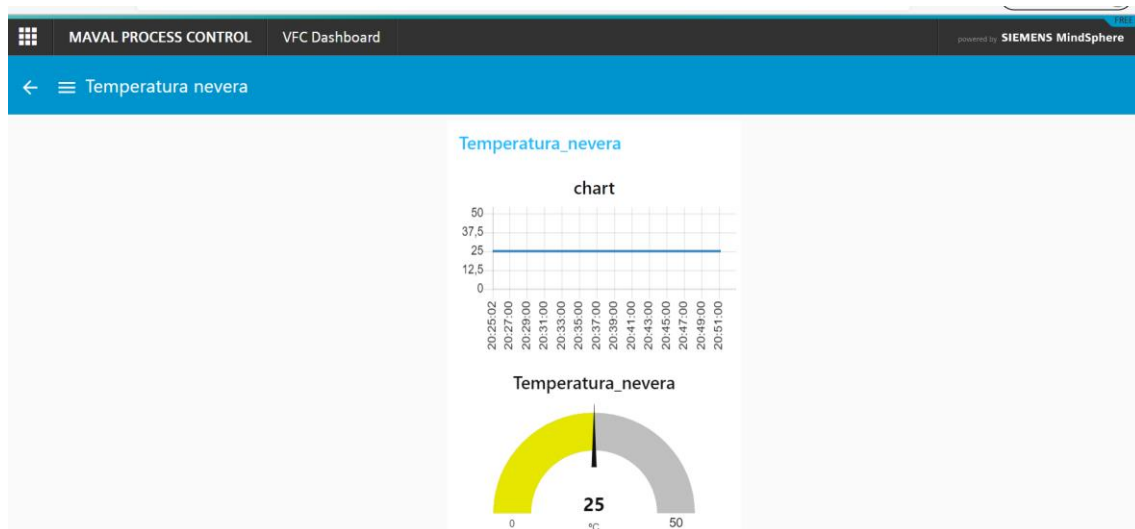 FREE
MAVAL PROCESS CONTROL VFC Dashboard powered by SIEMENS MindSphere
Temperatura nevera
Temperatura_nevera
chart
50
37,5
25
12,5
0
20:25:02
20:27:00
20:29:00
20:31:00
20:33:00
20:35:00
20:37:00
20:39:00
20:41:00
20:43:00
20:45:00
20:47:00
20:49:00
20:51:00
Temperatura_nevera
25
0 ºC 50